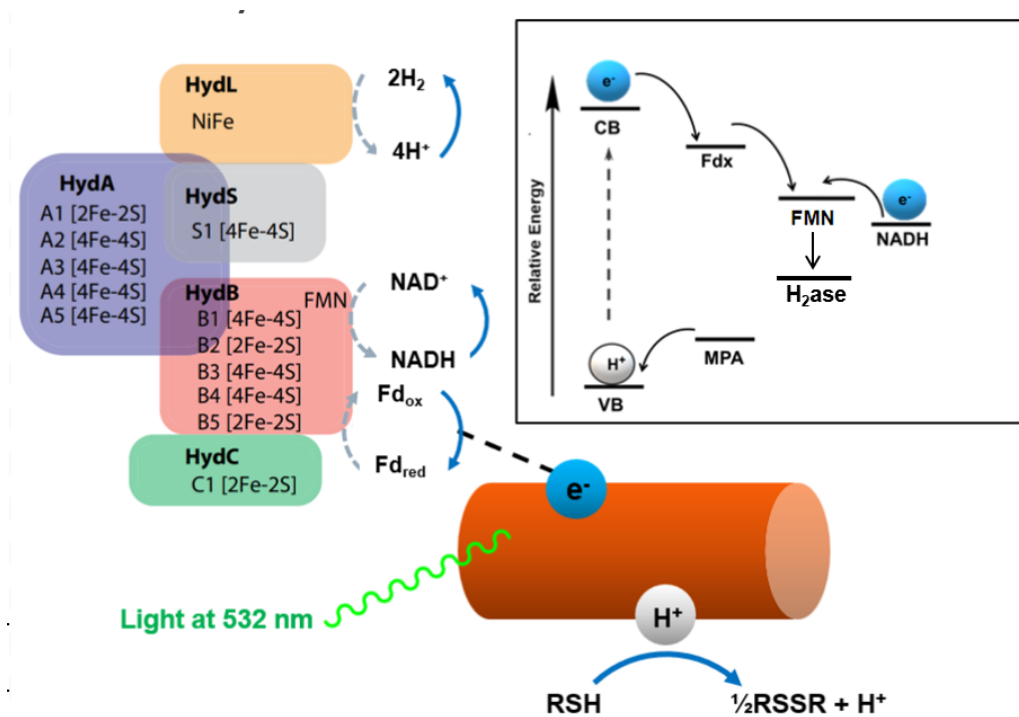 HydL
NiFe
HydA
A1 [2Fe-2S]
A2 [4Fe-4S]
A3 [4Fe-4S]
A4 [4Fe-4S]
A5 [4Fe-4S]
HydS
S1 [4Fe-4S]
HydB
FMN
B1 [4Fe-4S]
B2 [2Fe-2S]
B3 [4Fe-4S]
B4 [4Fe-4S]
B5 [2Fe-2S]
HydC
C1 [2Fe-2S]
2H₂
4H⁺
NAD⁺
NADH
Fdₒₓ
Fd_red
Relative Energy
e⁻
CB
Fdx
FMN
e⁻
NADH
H₂ase
MPA
H⁺
VB
e⁻
Light at 532 nm
H⁺
RSH
½RSSR + H⁺